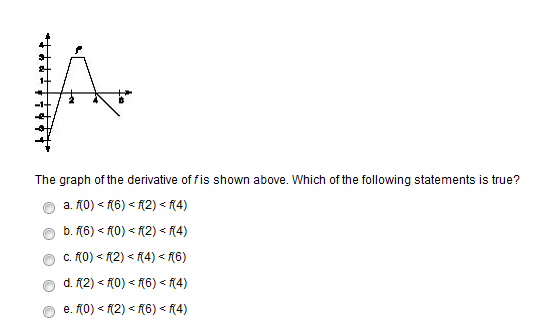 4
3
2
f'
1
2 4 6
-1
-2
-3
-4
The graph of the derivative of f is shown above. Which of the following statements is true?
a. f(0) < f(6) < f(2) < f(4)
b. f(6) < f(0) < f(2) < f(4)
c. f(0) < f(2) < f(4) < f(6)
d. f(2) < f(0) < f(6) < f(4)
e. f(0) < f(2) < f(6) < f(4)